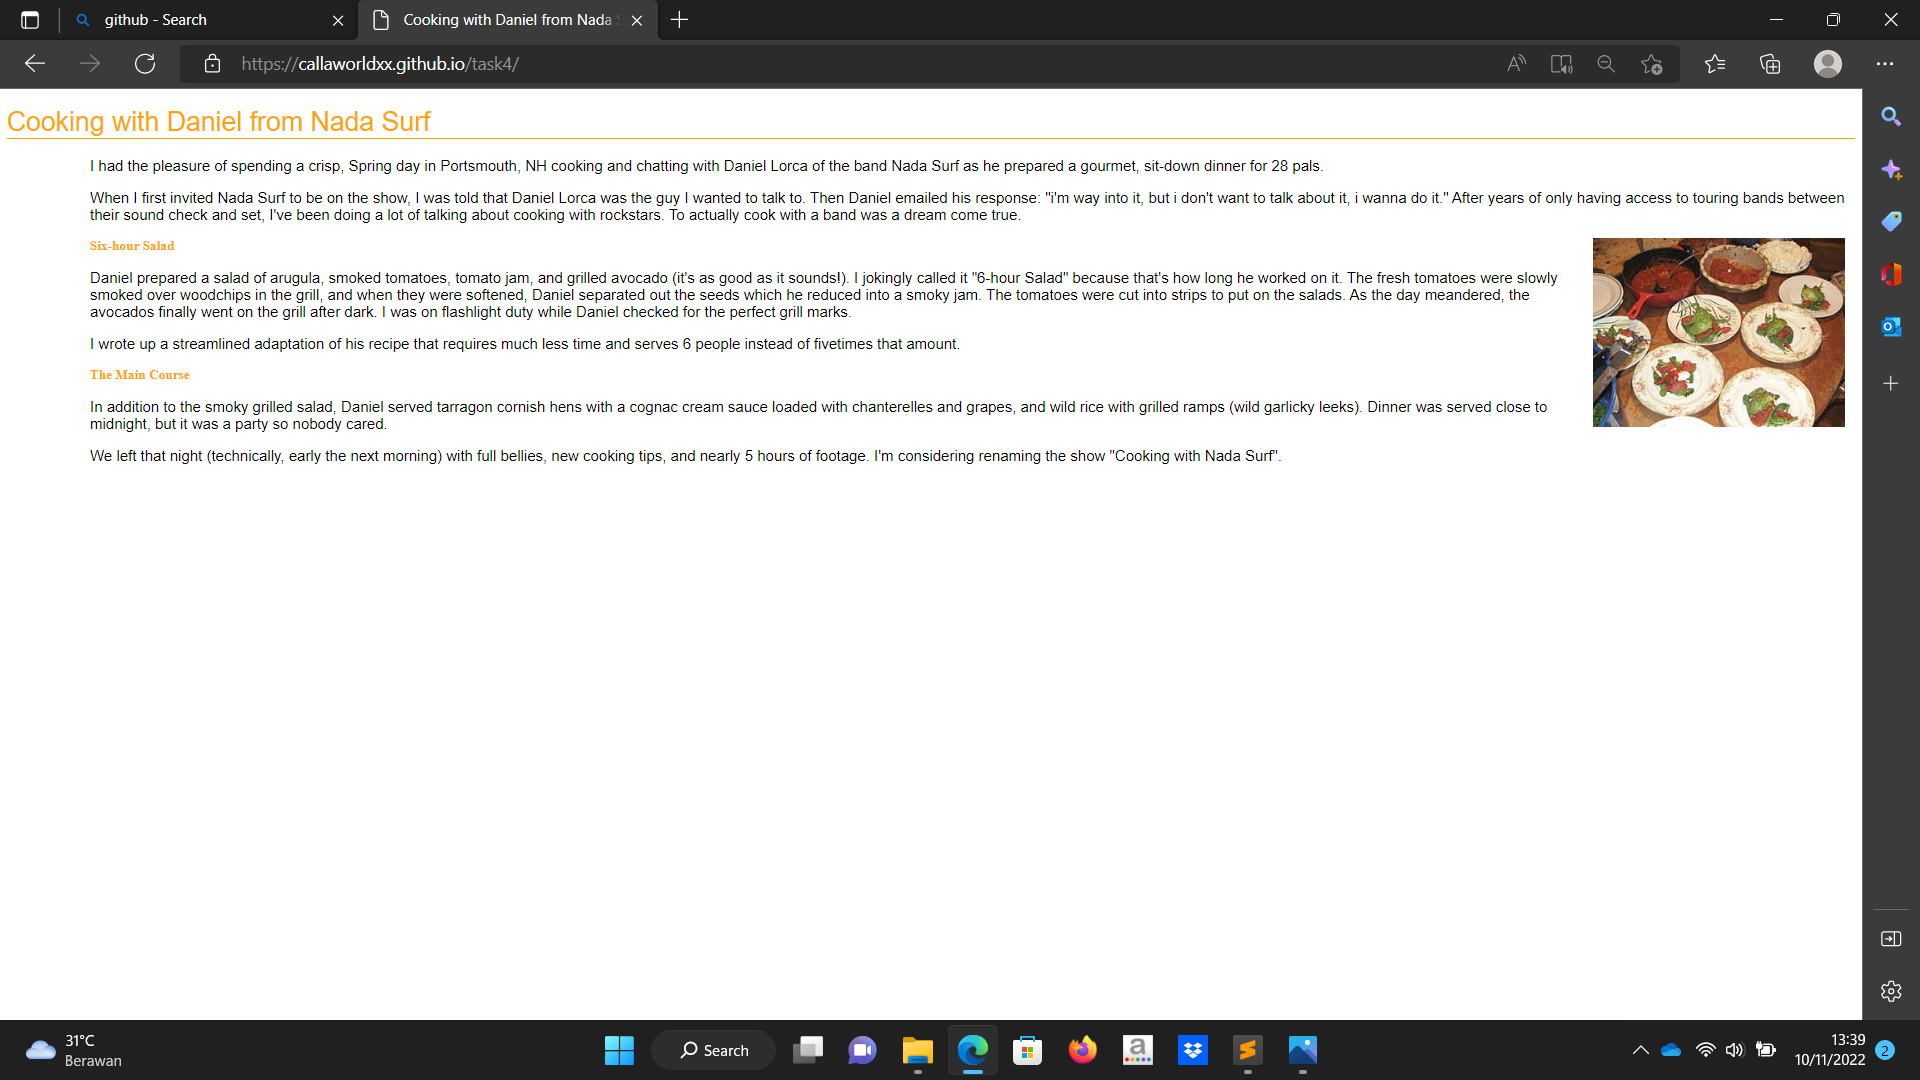 github - Search
Cooking with Daniel from Nada
https://callaworldxx.github.io/task4/
Cooking with Daniel from Nada Surf
I had the pleasure of spending a crisp, Spring day in Portsmouth, NH cooking and chatting with Daniel Lorca of the band Nada Surf as he prepared a gourmet, sit-down dinner for 28 pals.
When I first invited Nada Surf to be on the show, I was told that Daniel Lorca was the guy I wanted to talk to. Then Daniel emailed his response: "i'm way into it, but i don't want to talk about it, i wanna do it." After years of only having access to touring bands between
their sound check and set, I've been doing a lot of talking about cooking with rockstars. To actually cook with a band was a dream come true.
Six-hour Salad
Daniel prepared a salad of arugula, smoked tomatoes, tomato jam, and grilled avocado (it's as good as it sounds!). I jokingly called it "6-hour Salad" because that's how long he worked on it. The fresh tomatoes were slowly
smoked over woodchips in the grill, and when they were softened, Daniel separated out the seeds which he reduced into a smoky jam. The tomatoes were cut into strips to put on the salads. As the day meandered, the
avocados finally went on the grill after dark. I was on flashlight duty while Daniel checked for the perfect grill marks.
I wrote up a streamlined adaptation of his recipe that requires much less time and serves 6 people instead of fivetimes that amount.
The Main Course
In addition to the smoky grilled salad, Daniel served tarragon cornish hens with a cognac cream sauce loaded with chanterelles and grapes, and wild rice with grilled ramps (wild garlicky leeks). Dinner was served close to
midnight, but it was a party so nobody cared.
We left that night (technically, early the next morning) with full bellies, new cooking tips, and nearly 5 hours of footage. I'm considering renaming the show "Cooking with Nada Surf".
31°C
Berawan
Search
13:39
10/11/2022
2